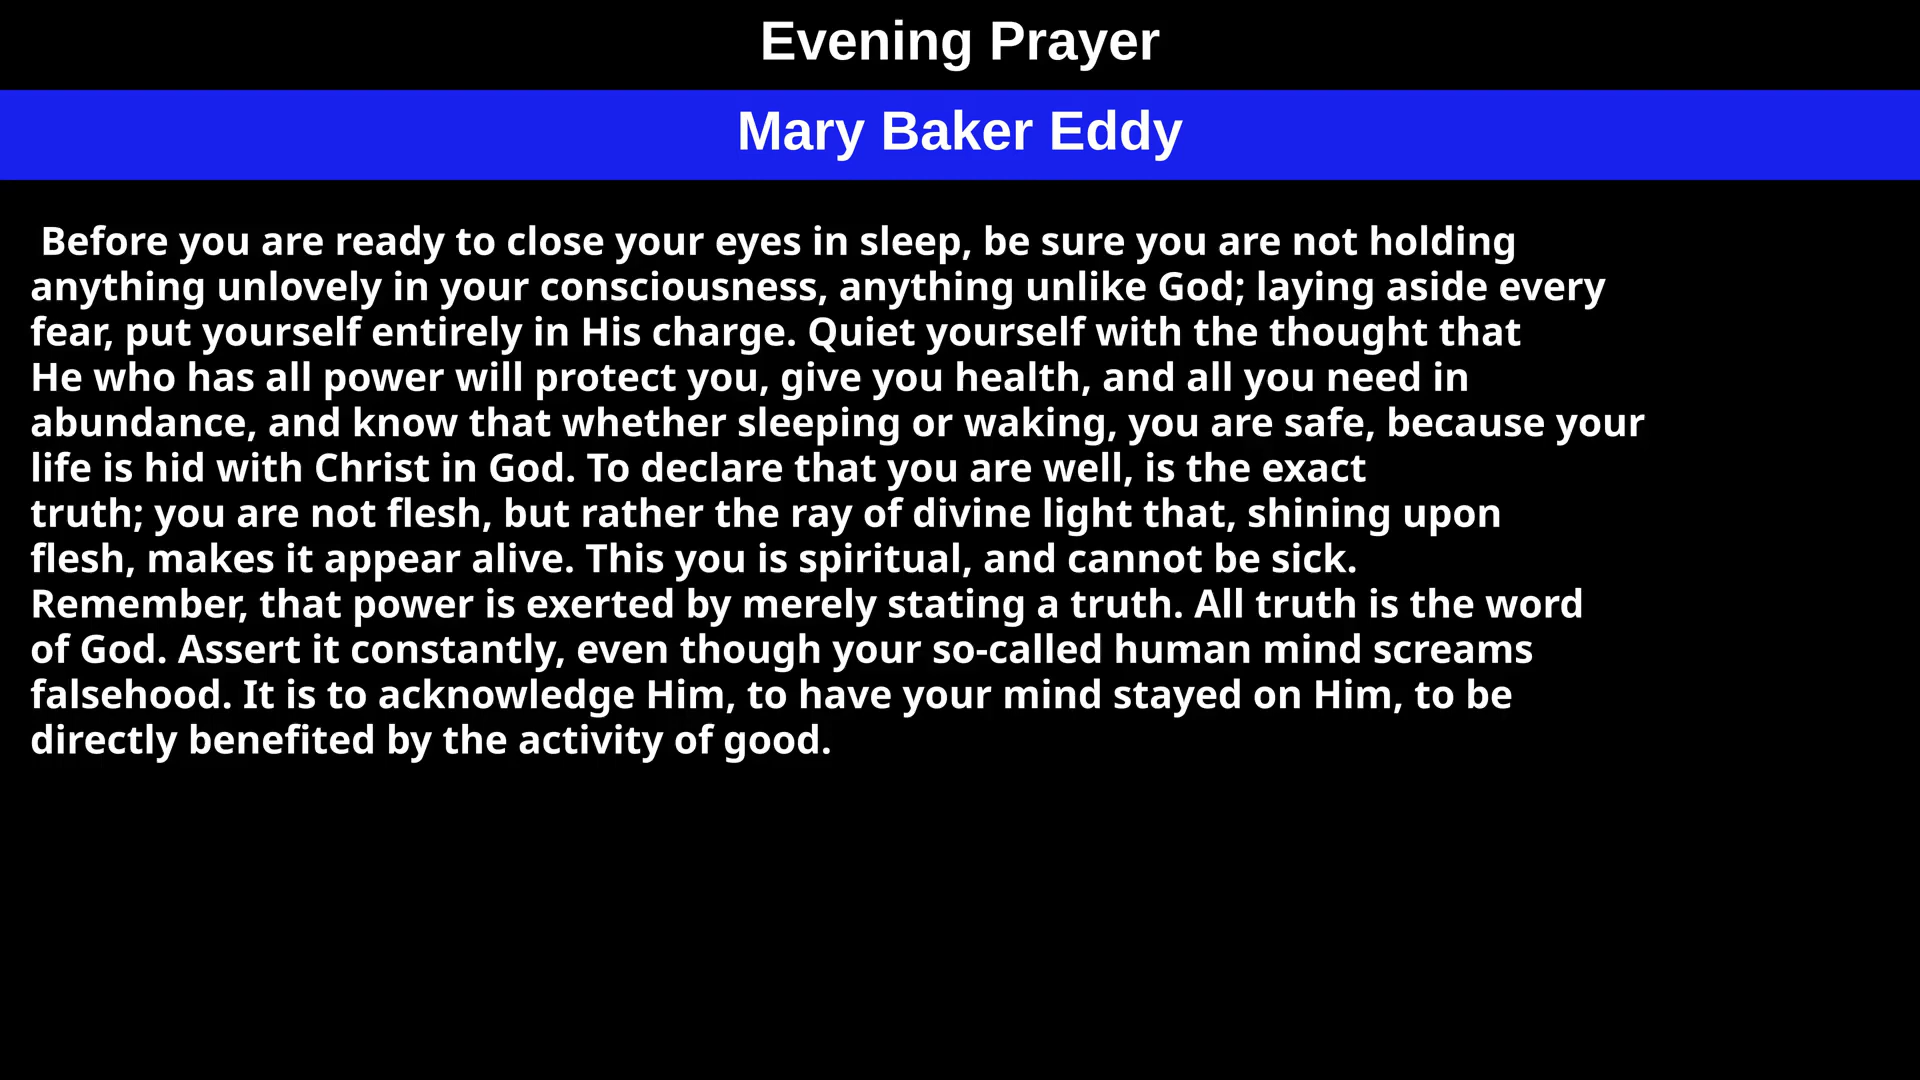 Evening Prayer
Mary Baker Eddy
Before you are ready to close your eyes in sleep, be sure you are not holding
anything unlovely in your consciousness, anything unlike God; laying aside every
fear, put yourself entirely in His charge. Quiet yourself with the thought that
He who has all power will protect you, give you health, and all you need in
abundance, and know that whether sleeping or waking, you are safe, because your
life is hid with Christ in God. To declare that you are well, is the exact
truth; you are not flesh, but rather the ray of divine light that, shining upon
flesh, makes it appear alive. This you is spiritual, and cannot be sick.
Remember, that power is exerted by merely stating a truth. All truth is the word
of God. Assert it constantly, even though your so-called human mind screams
falsehood. It is to acknowledge Him, to have your mind stayed on Him, to be
directly benefited by the activity of good.